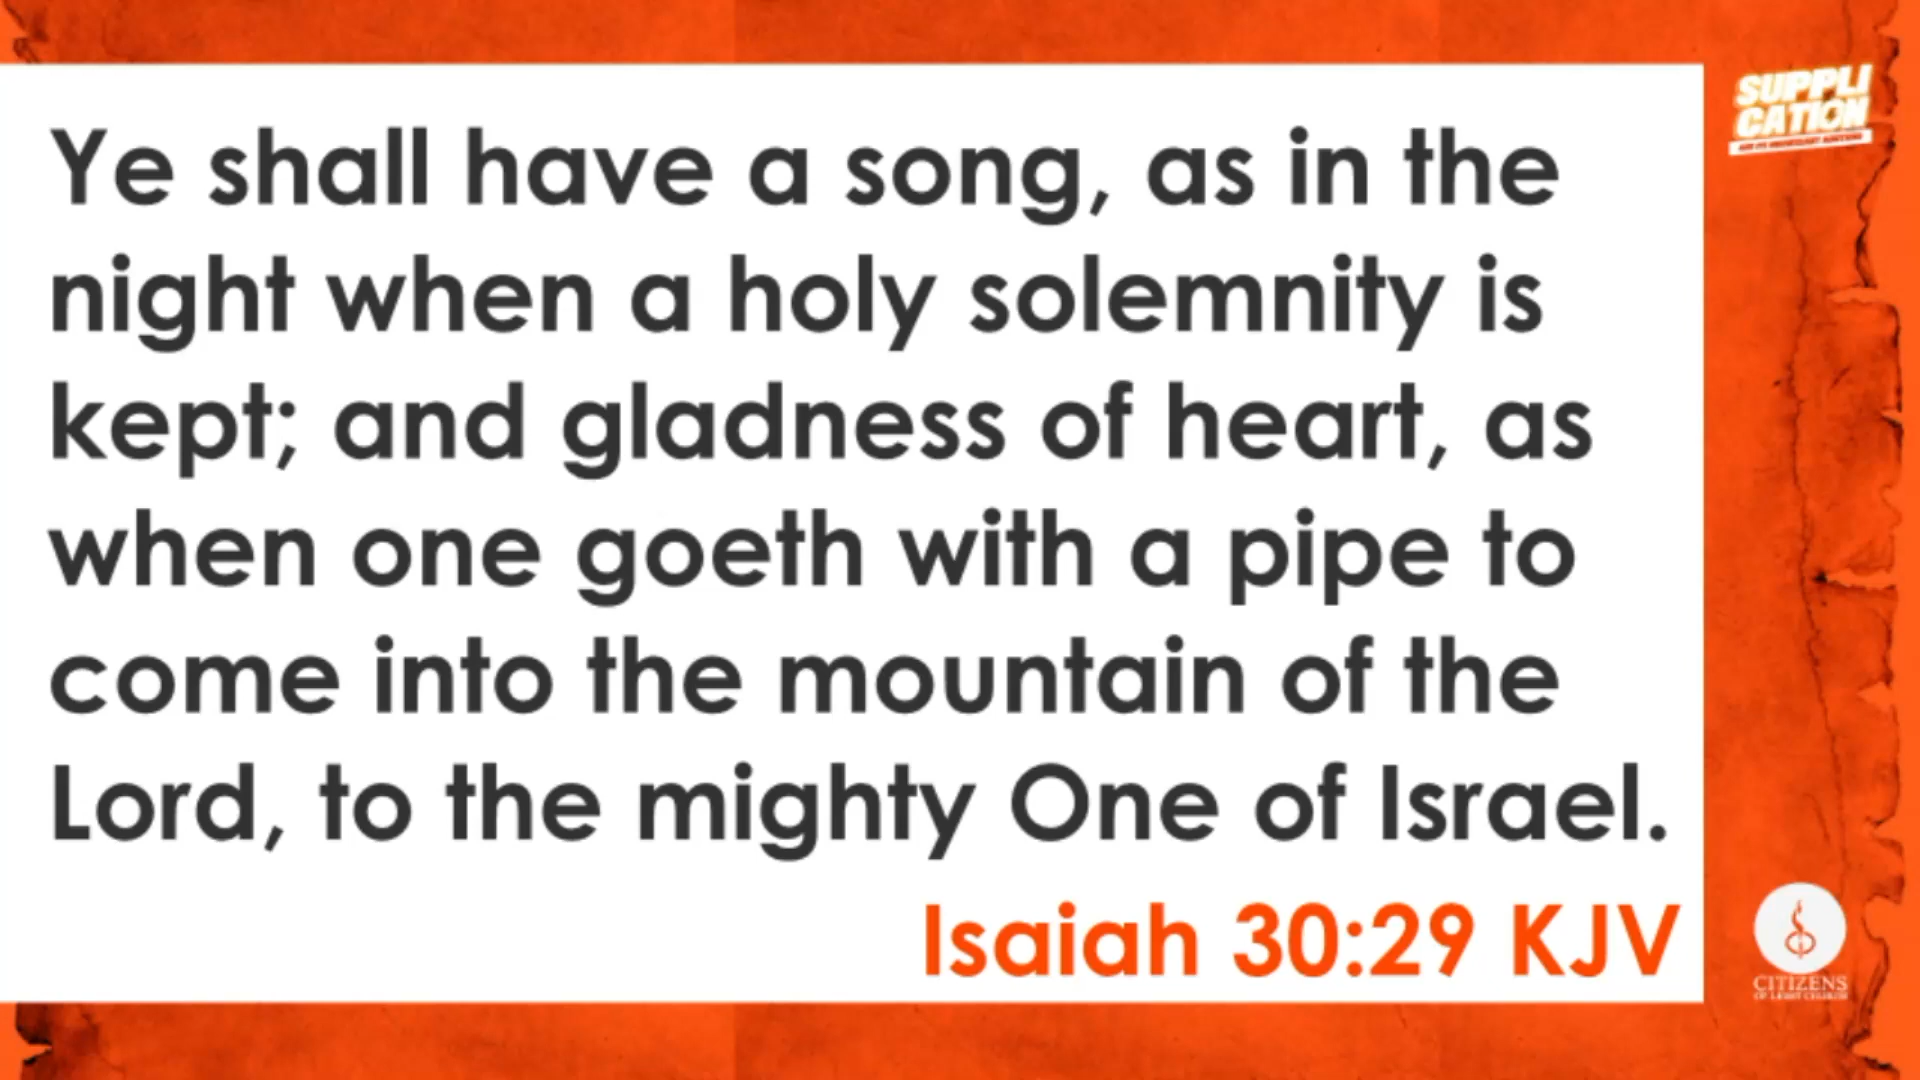 Ye shall have a song, as in the
night when a holy solemnity is
kept; and gladness of heart, as
when one goeth with a pipe to
come into the mountain of the
Lord, to the mighty One of Israel.
Isaiah 30:29 KJV
SUPPLI
CATION
CITIZENS
OF LIGHT CHURCH